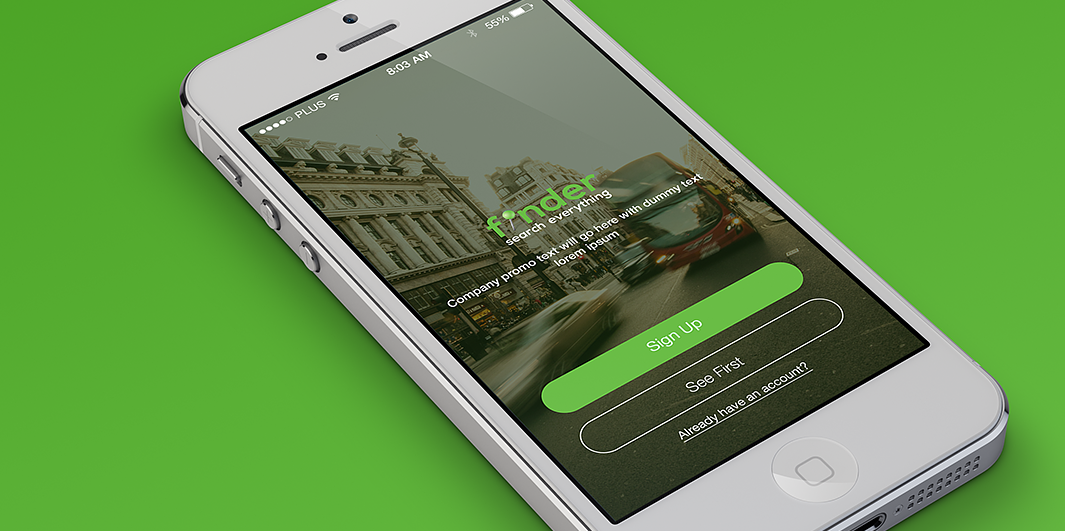 PLUS 8:03 AM 55%
finder
search everything
Company promo text will go here with dummy text
lorem ipsum
Sign Up
See First
Already have an account?